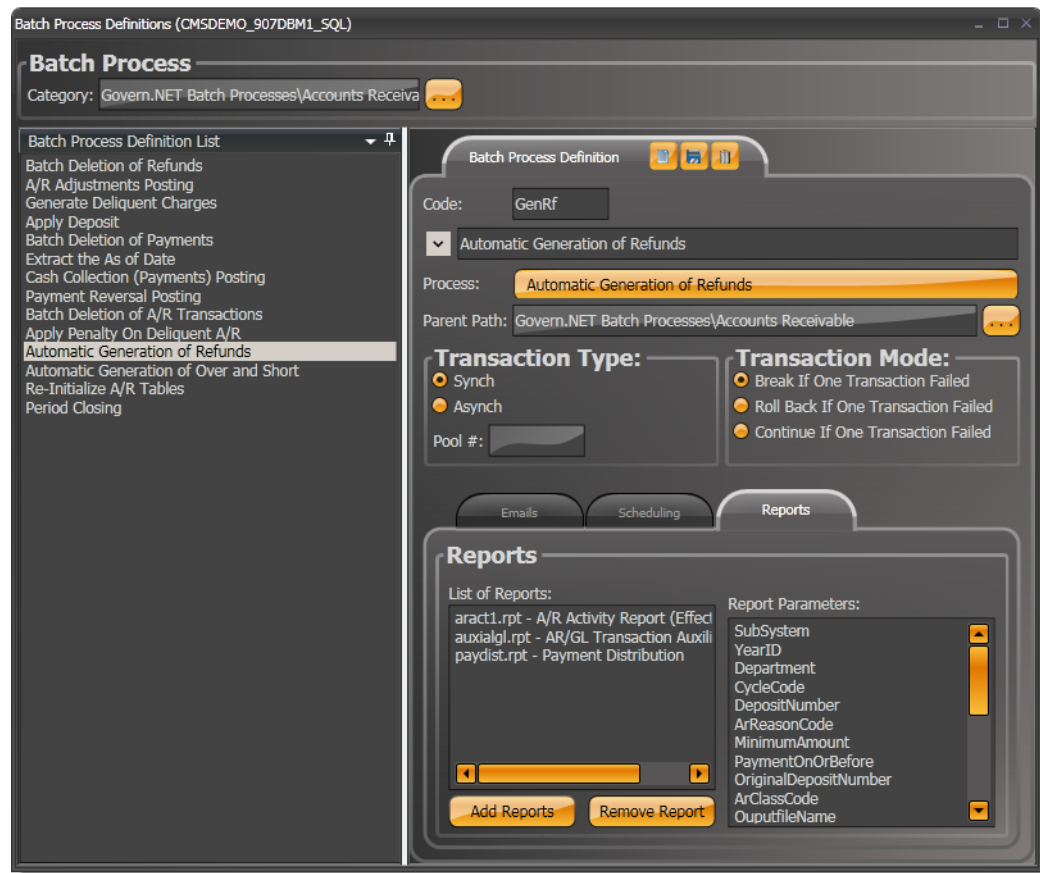 Batch Process Definitions (CMSDEMO_907DBM1_SQL)
Batch Process
Category: Govern.NET Batch Processes\Accounts Receiva ...
Batch Process Definition List
Batch Deletion of Refunds
A/R Adjustments Posting
Generate Deliquent Charges
Apply Deposit
Batch Deletion of Payments
Extract the As of Date
Cash Collection (Payments) Posting
Payment Reversal Posting
Batch Deletion of A/R Transactions
Apply Penalty On Deliquent A/R
Automatic Generation of Refunds
Automatic Generation of Over and Short
Re-Initialize A/R Tables
Period Closing
Batch Process Definition
Code: GenRf
Automatic Generation of Refunds
Process: Automatic Generation of Refunds
Parent Path: Govern.NET Batch Processes\Accounts Receivable ...
Transaction Type:
Synch
Asynch
Pool #:
Transaction Mode:
Break If One Transaction Failed
Roll Back If One Transaction Failed
Continue If One Transaction Failed
Emails Scheduling Reports
Reports
List of Reports:
aract1.rpt - A/R Activity Report (Effect
auxialgl.rpt - AR/GL Transaction Auxili
paydist.rpt - Payment Distribution
Add Reports Remove Report
Report Parameters:
SubSystem
YearID
Department
CycleCode
DepositNumber
ArReasonCode
MinimumAmount
PaymentOnOrBefore
OriginalDepositNumber
ArClassCode
OuputfileName